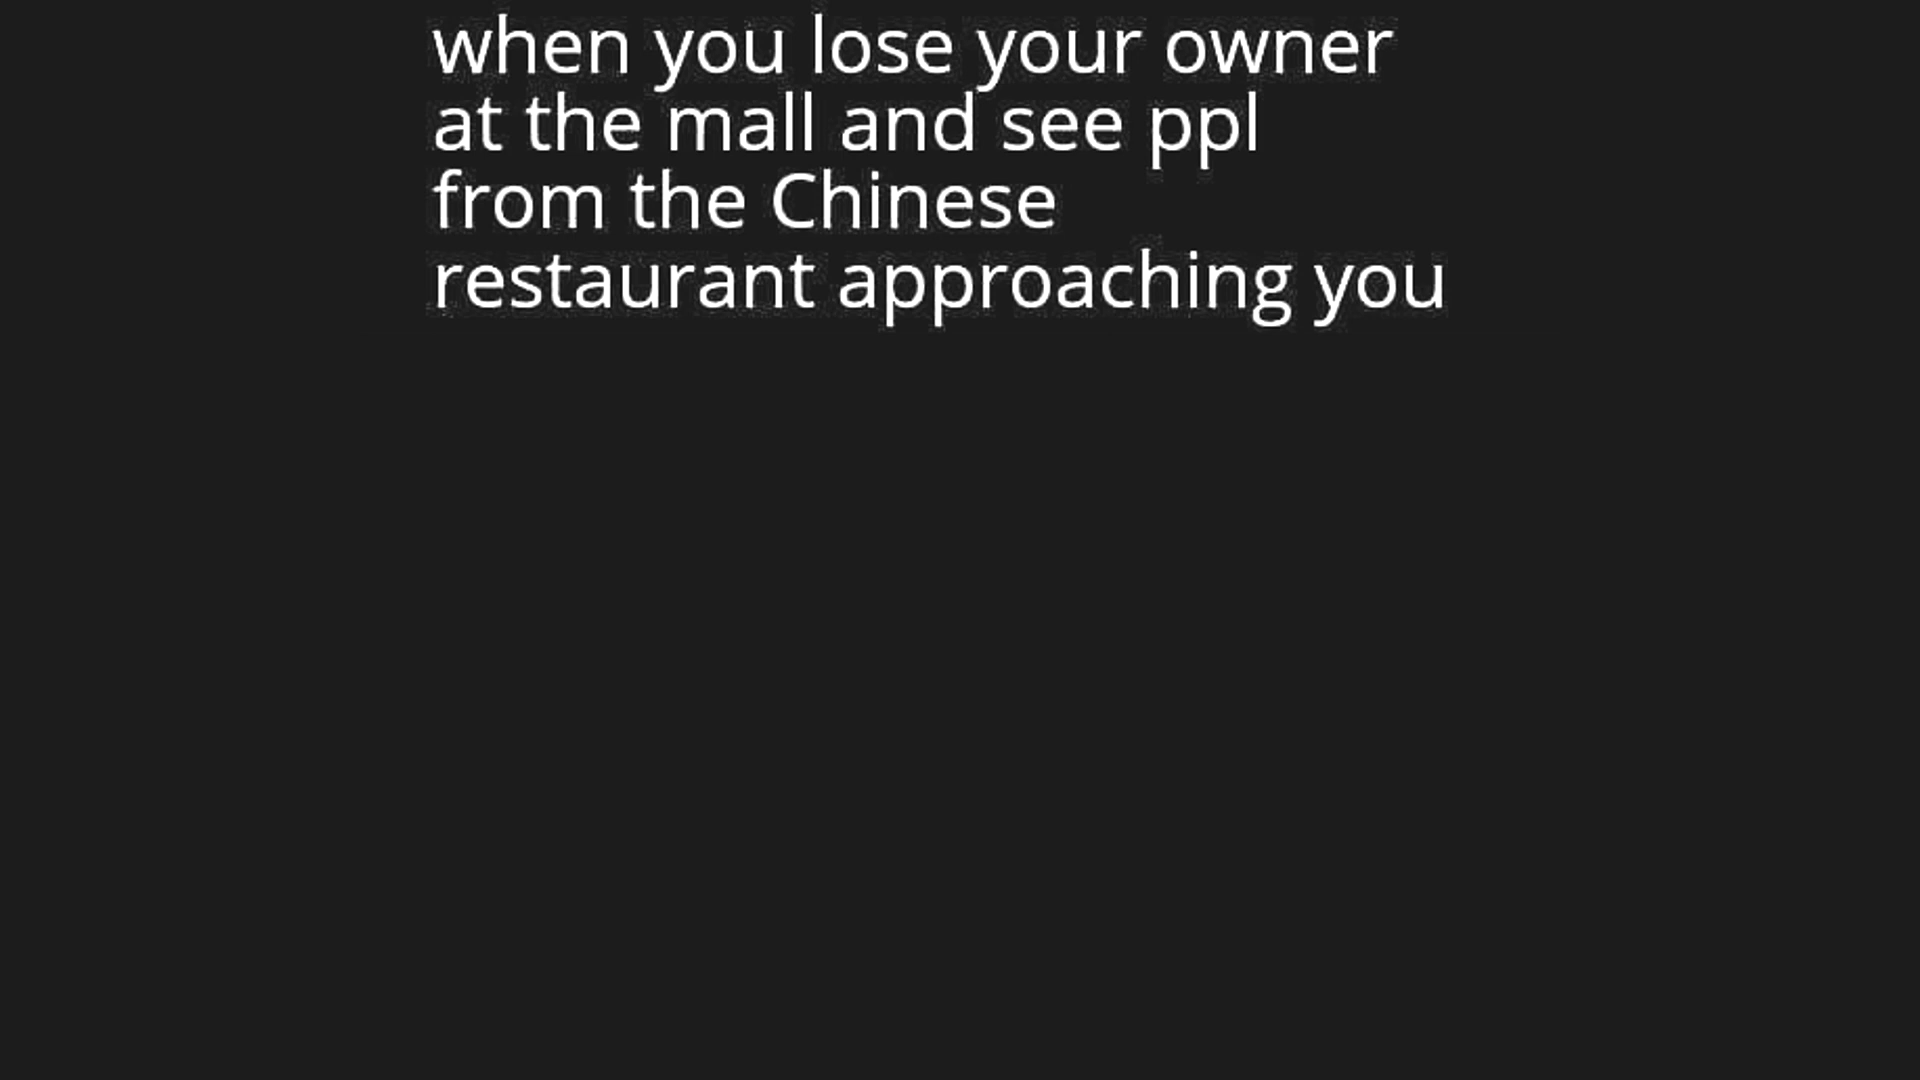 when you lose your owner
at the mall and see ppl
from the Chinese
restaurant approaching you